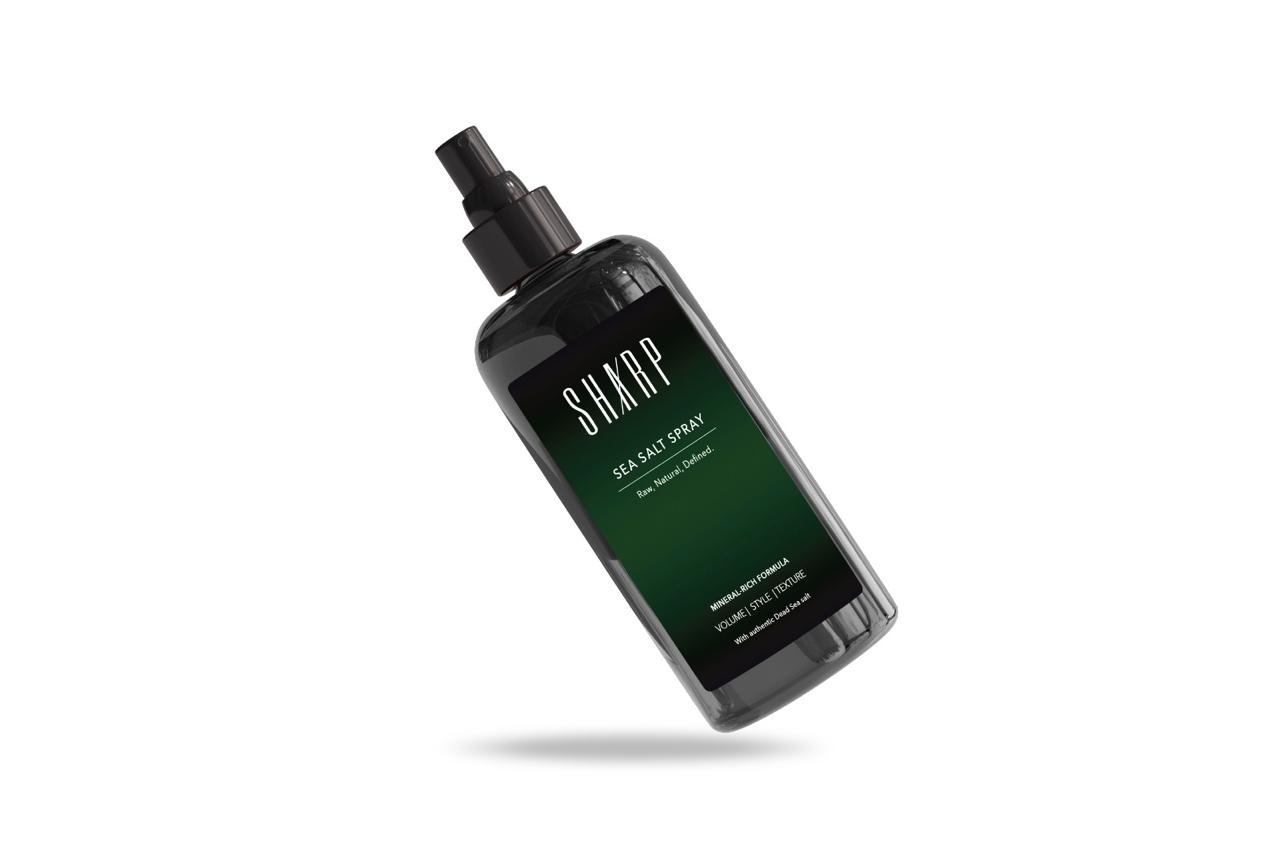 SHARP
SEA SALT SPRAY
Raw, Natural, Defined.
MINERAL-RICH FORMULA
VOLUME| STYLE |TEXTURE
With authentic Dead Sea salt